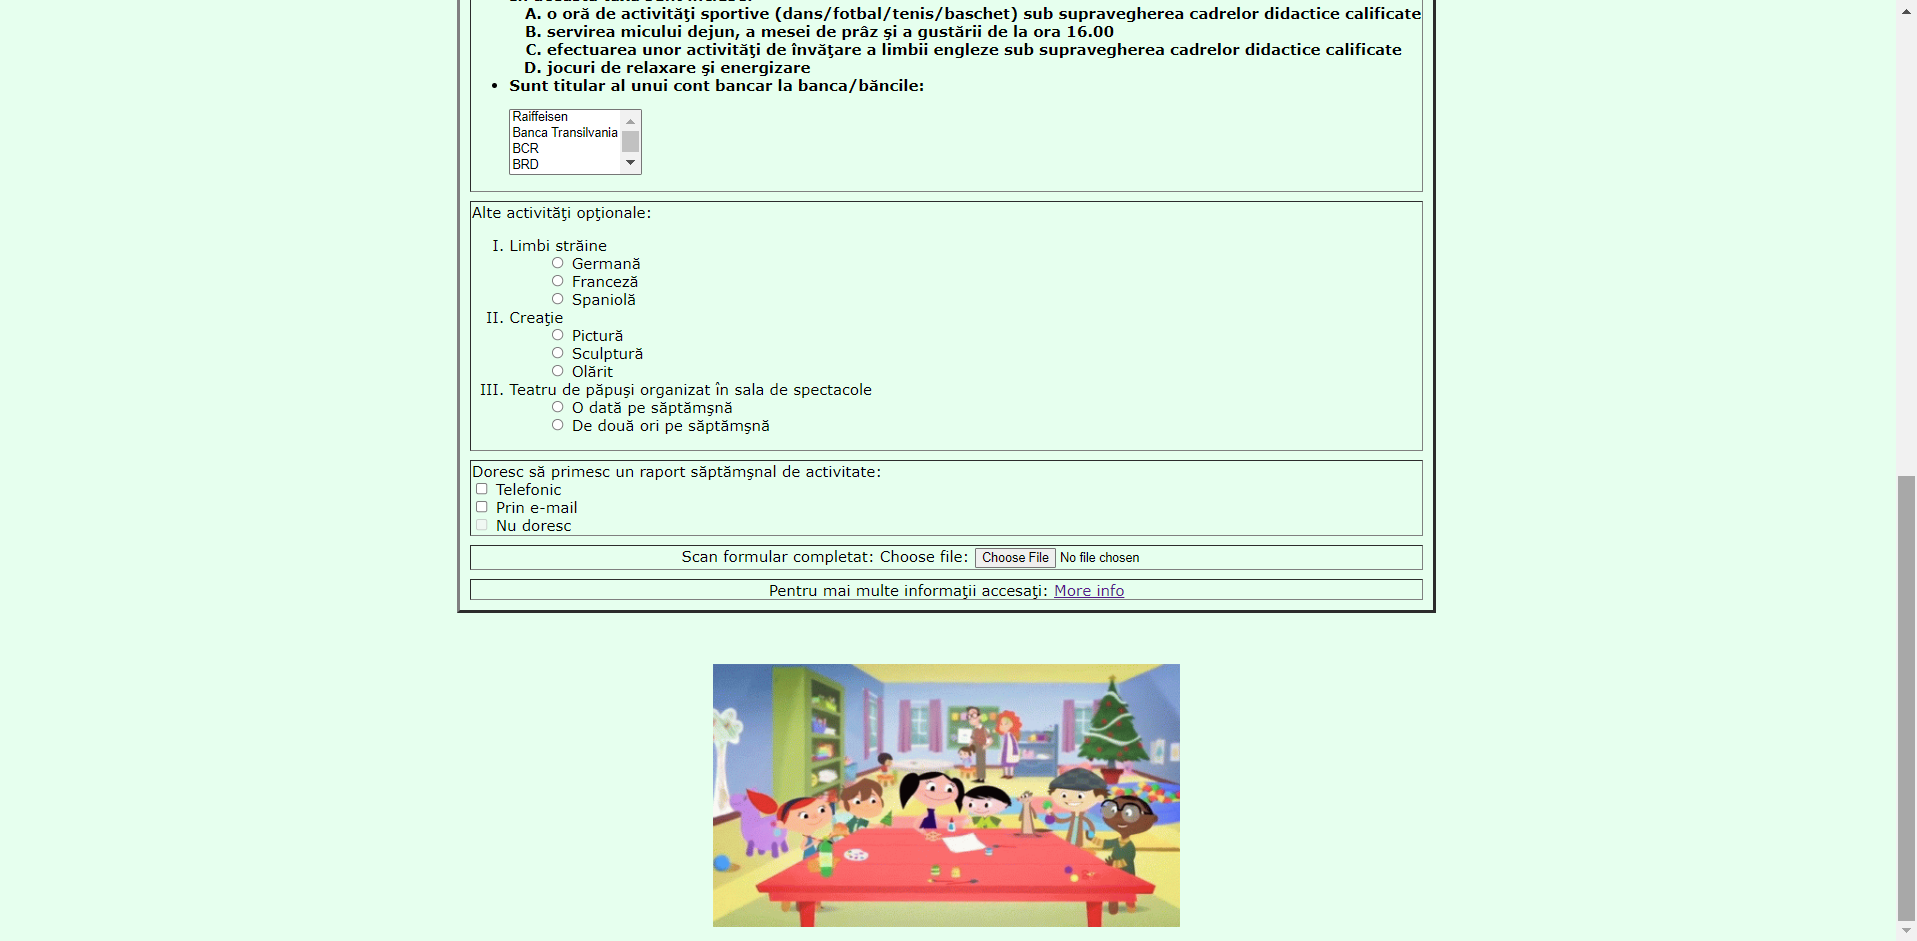 A. o oră de activităţi sportive (dans/fotbal/tenis/baschet) sub supravegherea cadrelor didactice calificate
B. servirea micului dejun, a mesei de prâz şi a gustării de la ora 16.00
C. efectuarea unor activităţi de învăţare a limbii engleze sub supravegherea cadrelor didactice calificate
D. jocuri de relaxare şi energizare
• Sunt titular al unui cont bancar la banca/băncile:
Raiffeisen
Banca Transilvania
BCR
BRD
Alte activităţi opţionale:
I. Limbi străine
Germană
Franceză
Spaniolă
II. Creaţie
Pictură
Sculptură
Olărit
III. Teatru de păpuşi organizat în sala de spectacole
O dată pe săptămşnă
De două ori pe săptămşnă
Doresc să primesc un raport săptămşnal de activitate:
Telefonic
Prin e-mail
Nu doresc
Scan formular completat: Choose file: Choose File No file chosen
Pentru mai multe informaţii accesaţi: More info